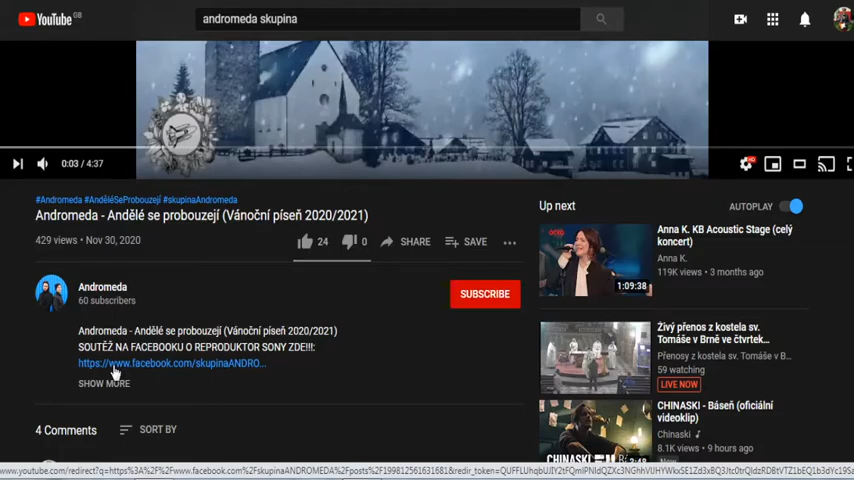 YouTube GB
andromeda skupina
0:03 / 4:37
HD
#Andromeda #AnděléSeProbouzejí #skupinaAndromeda
Andromeda - Andělé se probouzejí (Vánoční píseň 2020/2021)
429 views • Nov 30, 2020
24
0
SHARE
SAVE
Andromeda
60 subscribers
SUBSCRIBE
Andromeda - Andělé se probouzejí (Vánoční píseň 2020/2021)
SOUTĚŽ NA FACEBOOKU O REPRODUKTOR SONY ZDE!!!:
https://www.facebook.com/skupinaANDRO...
SHOW MORE
4 Comments
SORT BY
Up next
AUTOPLAY
ÓČKO
1:09:38
Anna K. KB Acoustic Stage (celý
koncert)
Anna K.
119K views • 3 months ago
Živý přenos z kostela sv.
Tomáše v Brně ve čtvrtek...
Přenosy z kostela sv. Tomáše v B...
59 watching
LIVE NOW
3:48
CHINASKI - Báseň (oficiální
videoklip)
Chinaski
8.1K views • 9 hours ago
New